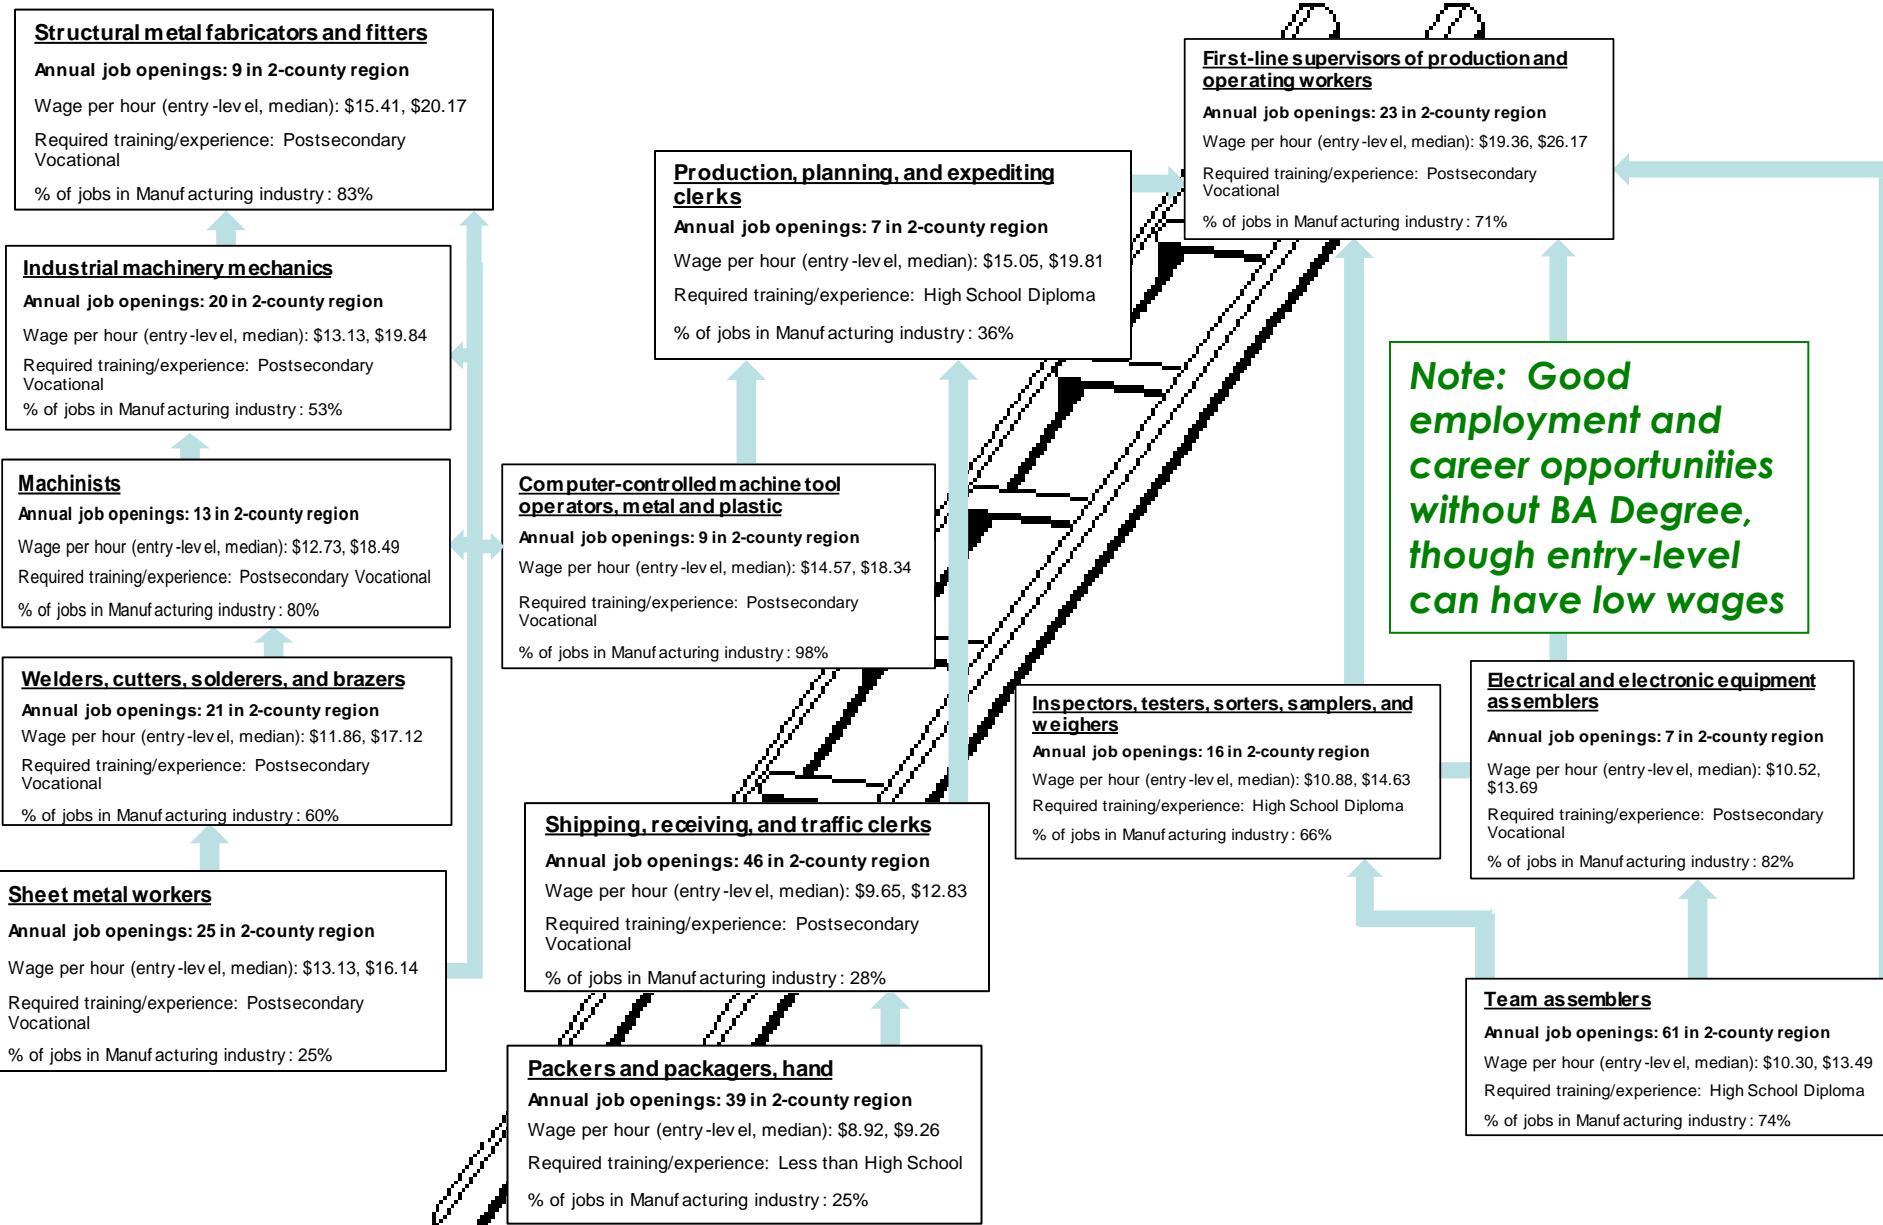 Structural metal fabricators and fitters
Annual job openings: 9 in 2-county region
Wage per hour (entry-level, median): $15.41, $20.17
Required training/experience: Postsecondary
Vocational
% of jobs in Manufacturing industry: 83%
Industrial machinery mechanics
Annual job openings: 20 in 2-county region
Wage per hour (entry-level, median): $13.13, $19.84
Required training/experience: Postsecondary
Vocational
% of jobs in Manufacturing industry: 53%
Machinists
Annual job openings: 13 in 2-county region
Wage per hour (entry-level, median): $12.73, $18.49
Required training/experience: Postsecondary Vocational
% of jobs in Manufacturing industry: 80%
Welders, cutters, solderers, and brazers
Annual job openings: 21 in 2-county region
Wage per hour (entry-level, median): $11.86, $17.12
Required training/experience: Postsecondary
Vocational
% of jobs in Manufacturing industry: 60%
Sheet metal workers
Annual job openings: 25 in 2-county region
Wage per hour (entry-level, median): $13.13, $16.14
Required training/experience: Postsecondary
Vocational
% of jobs in Manufacturing industry: 25%
Production, planning, and expediting
clerks
Annual job openings: 7 in 2-county region
Wage per hour (entry-level, median): $15.05, $19.81
Required training/experience: High School Diploma
% of jobs in Manufacturing industry: 36%
Computer-controlled machine tool
operators, metal and plastic
Annual job openings: 9 in 2-county region
Wage per hour (entry-level, median): $14.57, $18.34
Required training/experience: Postsecondary
Vocational
% of jobs in Manufacturing industry: 98%
Shipping, receiving, and traffic clerks
Annual job openings: 46 in 2-county region
Wage per hour (entry-level, median): $9.65, $12.83
Required training/experience: Postsecondary
Vocational
% of jobs in Manufacturing industry: 28%
Packers and packagers, hand
Annual job openings: 39 in 2-county region
Wage per hour (entry-level, median): $8.92, $9.26
Required training/experience: Less than High School
% of jobs in Manufacturing industry: 25%
First-line supervisors of production and
operating workers
Annual job openings: 23 in 2-county region
Wage per hour (entry-level, median): $19.36, $26.17
Required training/experience: Postsecondary
Vocational
% of jobs in Manufacturing industry: 71%
Note: Good
employment and
career opportunities
without BA Degree,
though entry-level
can have low wages
Inspectors, testers, sorters, samplers, and
weighers
Annual job openings: 16 in 2-county region
Wage per hour (entry-level, median): $10.88, $14.63
Required training/experience: High School Diploma
% of jobs in Manufacturing industry: 66%
Electrical and electronic equipment
assemblers
Annual job openings: 7 in 2-county region
Wage per hour (entry-level, median): $10.52,
$13.69
Required training/experience: Postsecondary
Vocational
% of jobs in Manufacturing industry: 82%
Team assemblers
Annual job openings: 61 in 2-county region
Wage per hour (entry-level, median): $10.30, $13.49
Required training/experience: High School Diploma
% of jobs in Manufacturing industry: 74%